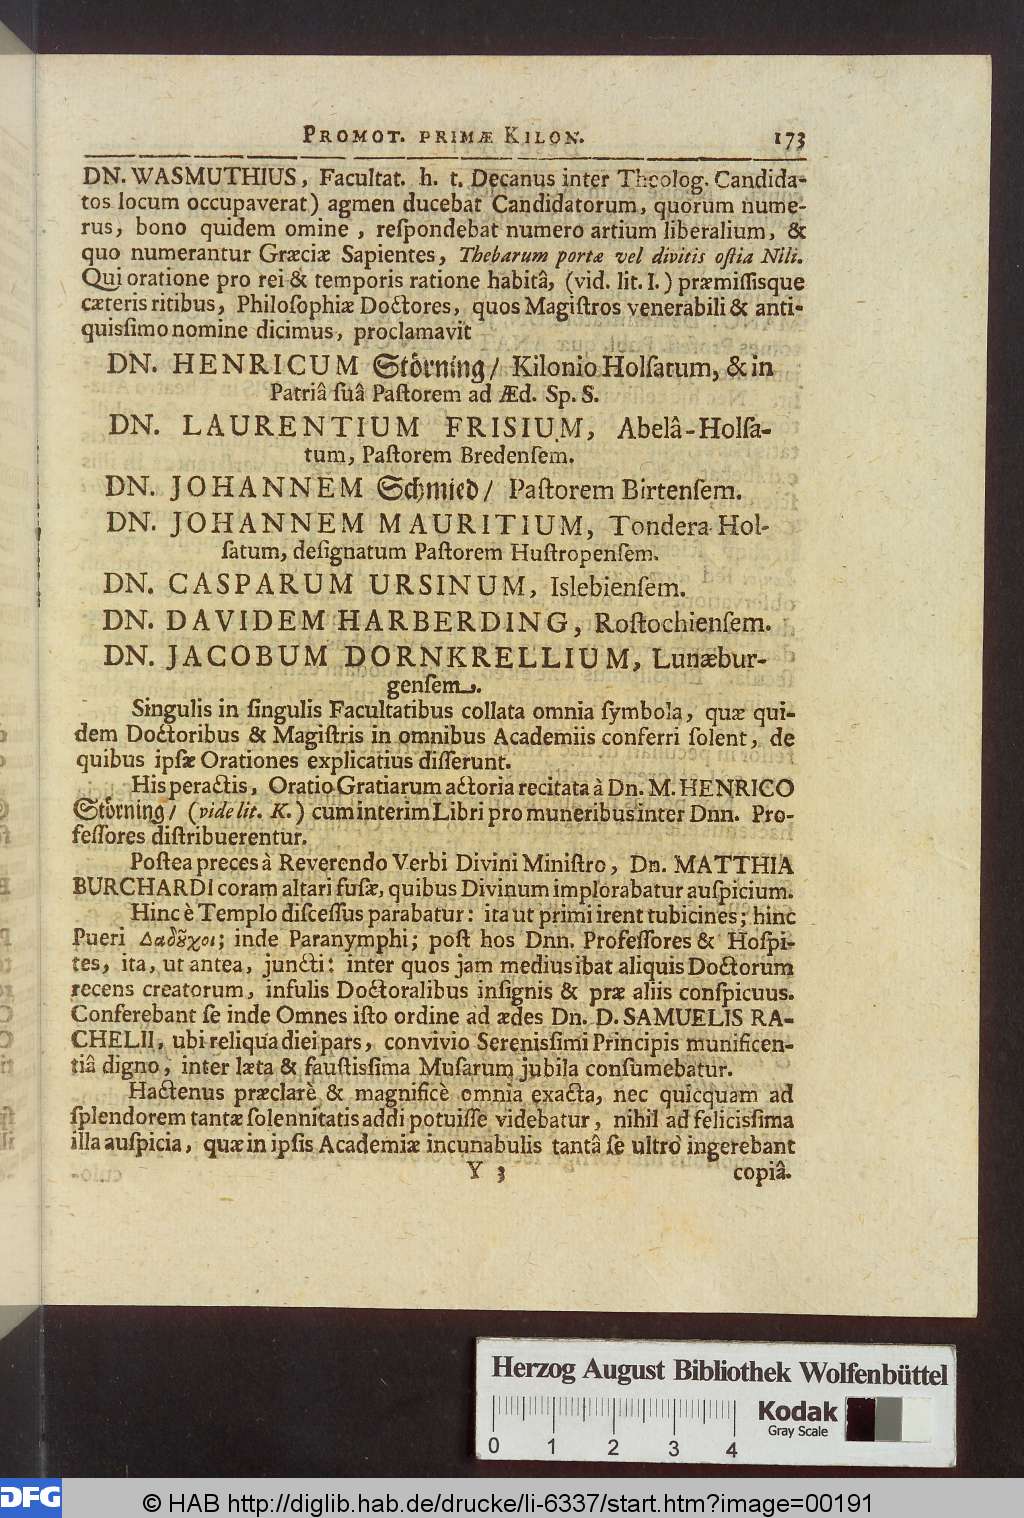 PROMOT. PRIMÆ KILON. 173
DN. WASMUTHIUS, Facultat. h. t. Decanus inter Theolog. Candida-
tos locum occupaverat) agmen ducebat Candidatorum, quorum nume-
rus, bono quidem omine, reſpondebat numero artium liberalium, &
quo numerantur Græciæ Sapientes, Thebarum portæ vel divitis oſtia Nili.
Qui oratione pro rei & temporis ratione habitâ, (vid. lit. I.) præmiſſisque
cæteris ritibus, Philoſophiæ Doctores, quos Magiſtros venerabili & anti-
quisſimo nomine dicimus, proclamavit
DN. HENRICUM Störning/ Kilonio Holſatum, & in
Patriâ ſuâ Paſtorem ad Æd. Sp. S.
DN. LAURENTIUM FRISIUM, Abelâ-Holſa-
tum, Paſtorem Bredenſem.
DN. JOHANNEM Schmied/ Paſtorem Birtenſem.
DN. JOHANNEM MAURITIUM, Tondera-Hol-
ſatum, deſignatum Paſtorem Huſtropenſem.
DN. CASPARUM URSINUM, Islebienſem.
DN. DAVIDEM HARBERDING, Roſtochienſem.
DN. JACOBUM DORNKRELLIUM, Lunæbur-
genſem.
Singulis in ſingulis Facultatibus collata omnia ſymbola, quæ qui-
dem Doctoribus & Magiſtris in omnibus Academiis conferri ſolent, de
quibus ipſæ Orationes explicatius diſſerunt.
His peractis, Oratio Gratiarum actoria recitata à Dn. M. HENRICO
Störning/ (vide lit. K.) cum interim Libri pro muneribus inter Dnn. Pro-
feſſores diſtribuerentur.
Poſtea preces à Reverendo Verbi Divini Miniſtro, Dn. MATTHIA
BURCHARDI coram altari fuſæ, quibus Divinum implorabatur auſpicium.
Hinc è Templo diſceſſus parabatur: ita ut primi irent tubicines; hinc
Pueri Δαδȣ͂χοι; inde Paranymphi; poſt hos Dnn. Profeſſores & Hoſpi-
tes, ita, ut antea, juncti: inter quos jam medius ibat aliquis Doctorum
recens creatorum, infulis Doctoralibus inſignis & præ aliis conſpicuus.
Conferebant ſe inde Omnes iſto ordine ad ædes Dn. D. SAMUELIS RA-
CHELII, ubi reliqua diei pars, convivio Sereniſſimi Principis munificen-
tiâ digno, inter læta & fauſtisſima Muſarum jubila conſumebatur.
Hactenus præclarè & magnificè omnia exacta, nec quicquam ad
ſplendorem tantæ ſolennitatis addi potuiſſe videbatur, nihil ad felicisſima
illa auſpicia, quæ in ipſis Academiæ incunabulis tantâ ſe ultrò ingerebant
Y 3 copiâ.
Herzog August Bibliothek Wolfenbüttel
Kodak
Gray Scale
0 1 2 3 4
DFG
© HAB http://diglib.hab.de/drucke/li-6337/start.htm?image=00191